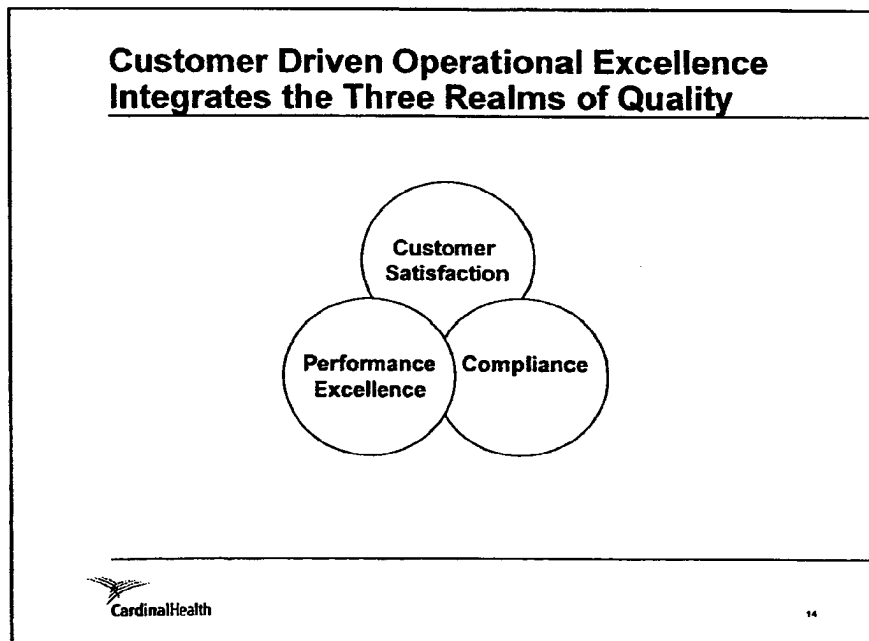 Customer Driven Operational Excellence
Integrates the Three Realms of Quality
Customer
Satisfaction
Performance
Excellence
Compliance
CardinalHealth
14